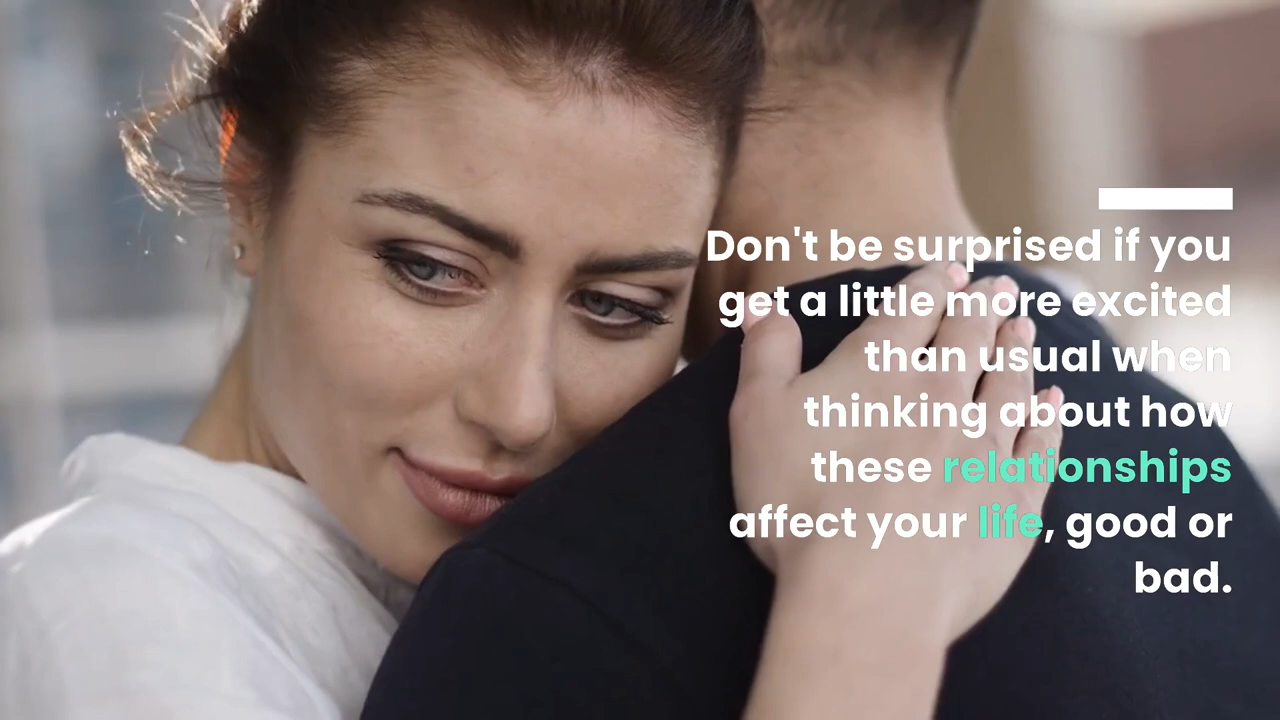 Don't be surprised if you
get a little more excited
than usual when
thinking about how
these relationships
affect your life, good or
bad.